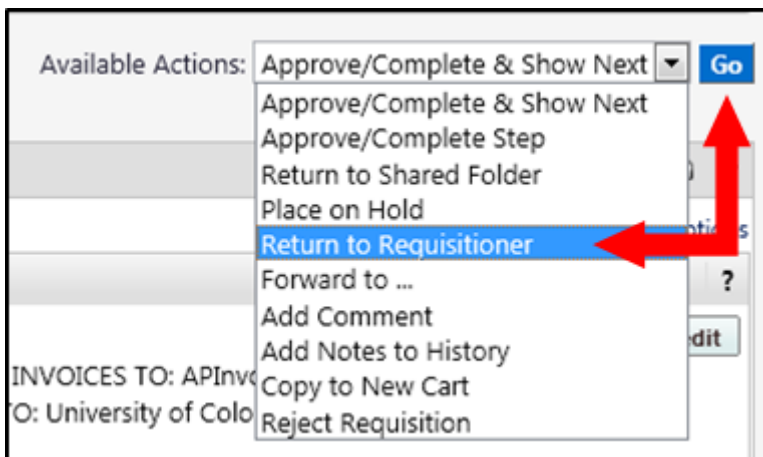 Available Actions: Approve/Complete & Show Next Go
Approve/Complete & Show Next
Approve/Complete Step
Return to Shared Folder
Place on Hold
Return to Requisitioner
Forward to ...
?
Add Comment
Add Notes to History
INVOICES TO: APInv
Copy to New Cart
TO: University of Colo
Reject Requisition